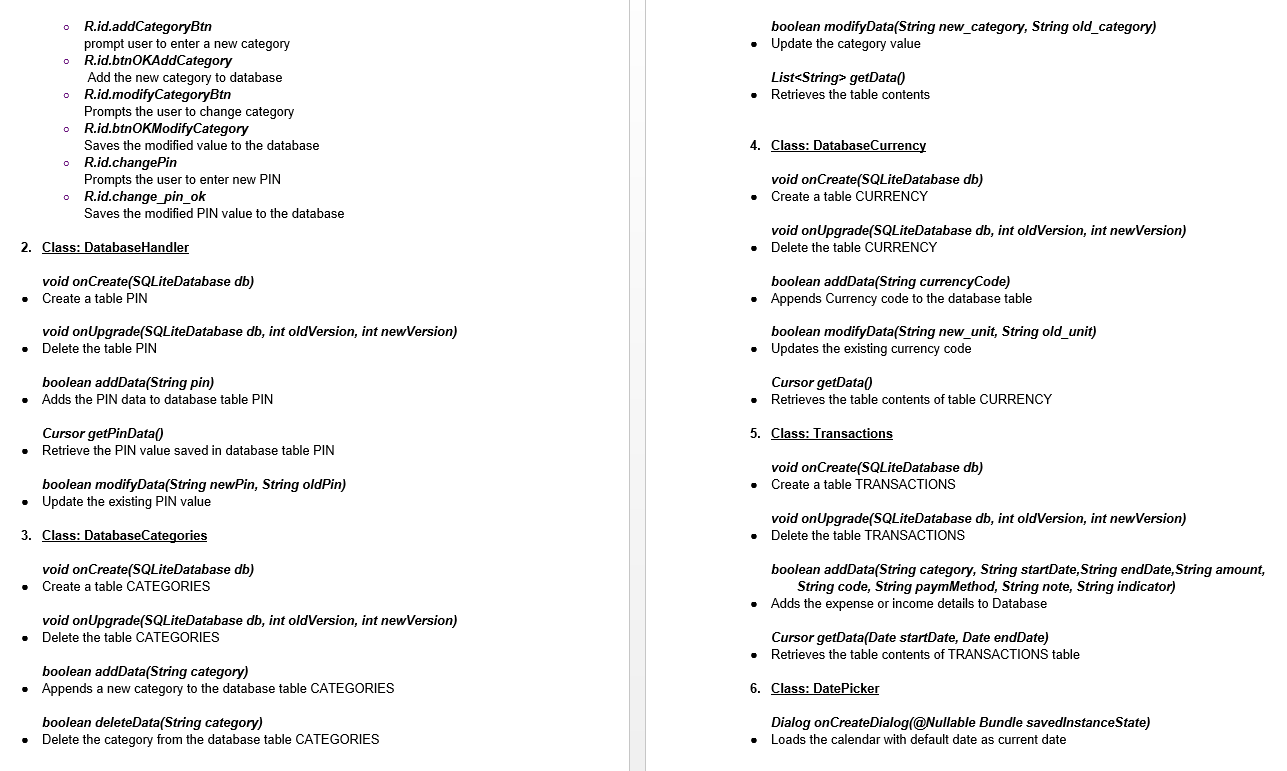 R.id.addCategoryBtn
prompt user to enter a new category
R.id.btnOKAddCategory
Add the new category to database
R.id.modifyCategoryBtn
Prompts the user to change category
R.id.btnOKModifyCategory
Saves the modified value to the database
R.id.changePin
Prompts the user to enter new PIN
R.id.change_pin_ok
Saves the modified PIN value to the database
2. Class: DatabaseHandler
void onCreate(SQLiteDatabase db)
Create a table PIN
void onUpgrade(SQLiteDatabase db, int oldVersion, int newVersion)
Delete the table PIN
boolean addData(String pin)
Adds the PIN data to database table PIN
Cursor getPinData()
Retrieve the PIN value saved in database table PIN
boolean modifyData(String newPin, String oldPin)
Update the existing PIN value
3. Class: DatabaseCategories
void onCreate(SQLiteDatabase db)
Create a table CATEGORIES
void onUpgrade(SQLiteDatabase db, int oldVersion, int newVersion)
Delete the table CATEGORIES
boolean addData(String category)
Appends a new category to the database table CATEGORIES
boolean deleteData(String category)
Delete the category from the database table CATEGORIES
boolean modifyData(String new_category, String old_category)
Update the category value
List<String> getData()
Retrieves the table contents
4. Class: DatabaseCurrency
void onCreate(SQLiteDatabase db)
Create a table CURRENCY
void onUpgrade(SQLiteDatabase db, int oldVersion, int newVersion)
Delete the table CURRENCY
boolean addData(String currencyCode)
Appends Currency code to the database table
boolean modifyData(String new_unit, String old_unit)
Updates the existing currency code
Cursor getData()
Retrieves the table contents of table CURRENCY
5. Class: Transactions
void onCreate(SQLiteDatabase db)
Create a table TRANSACTIONS
void onUpgrade(SQLiteDatabase db, int oldVersion, int newVersion)
Delete the table TRANSACTIONS
boolean addData(String category, String startDate,String endDate,String amount,
String code, String paymMethod, String note, String indicator)
Adds the expense or income details to Database
Cursor getData(Date startDate, Date endDate)
Retrieves the table contents of TRANSACTIONS table
6. Class: DatePicker
Dialog onCreateDialog(@Nullable Bundle savedInstanceState)
Loads the calendar with default date as current date